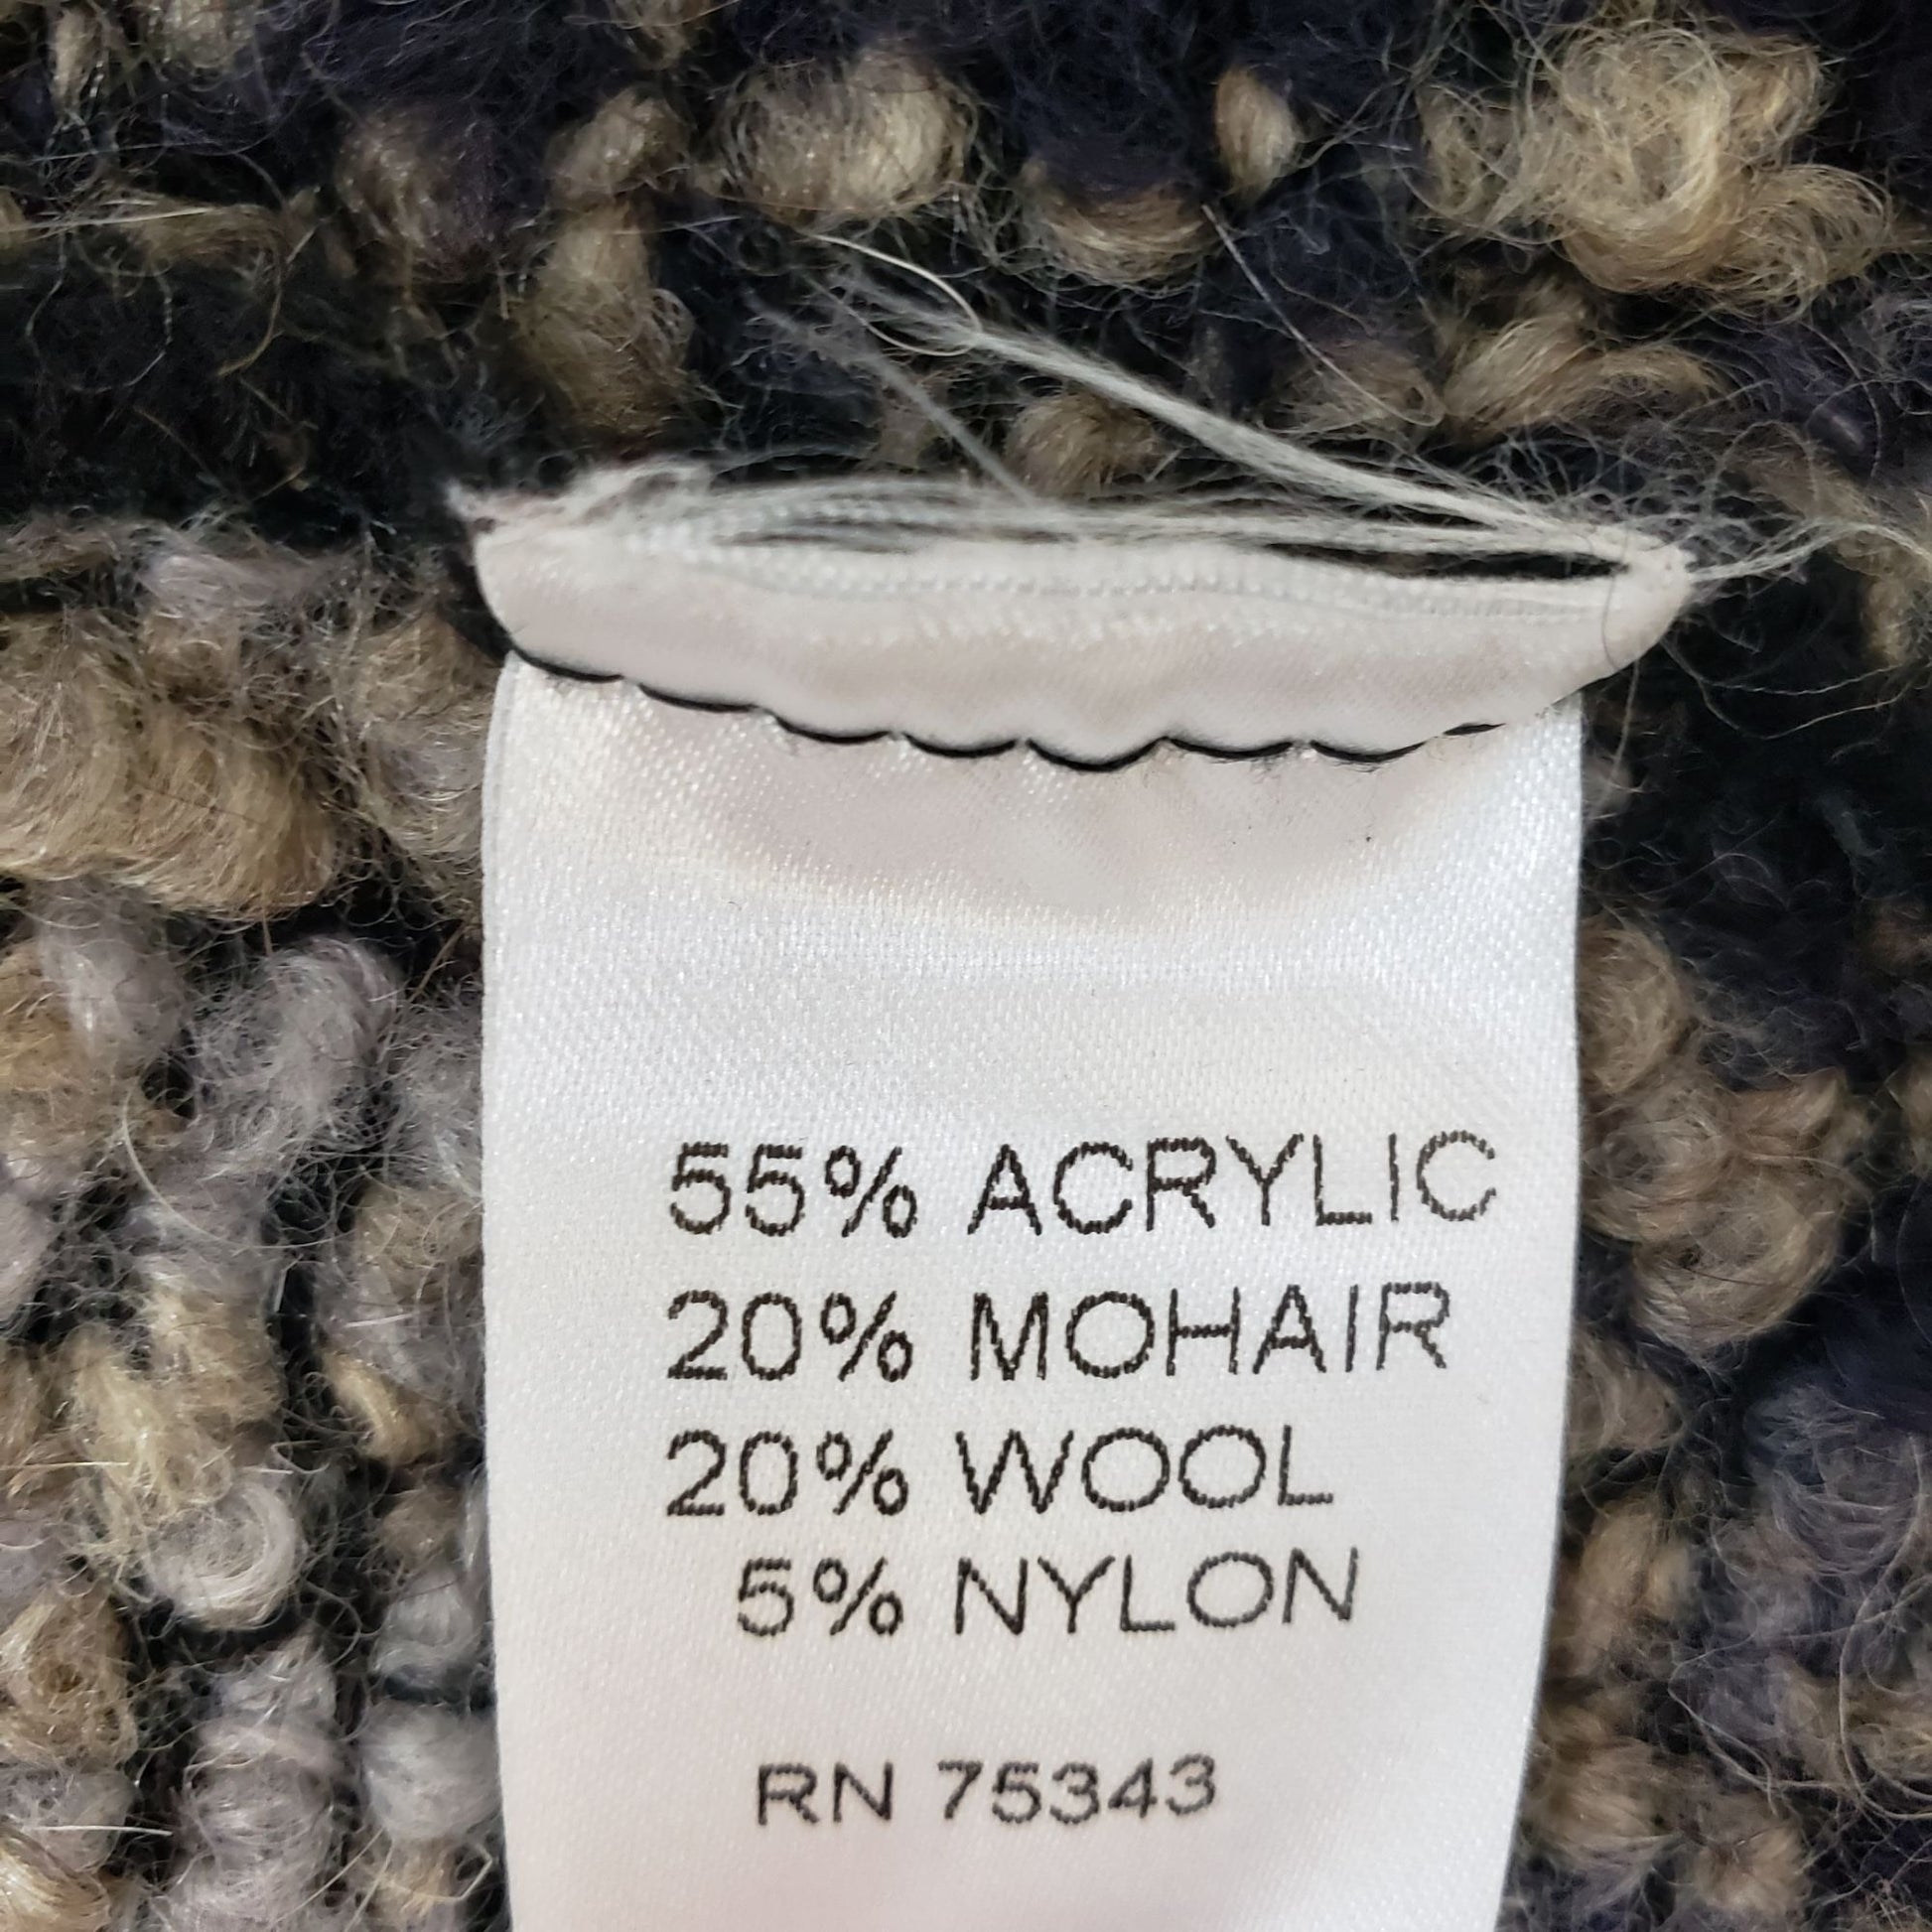 55% ACRYLIC
20% MOHAIR
20% WOOL
5% NYLON
RN 75343